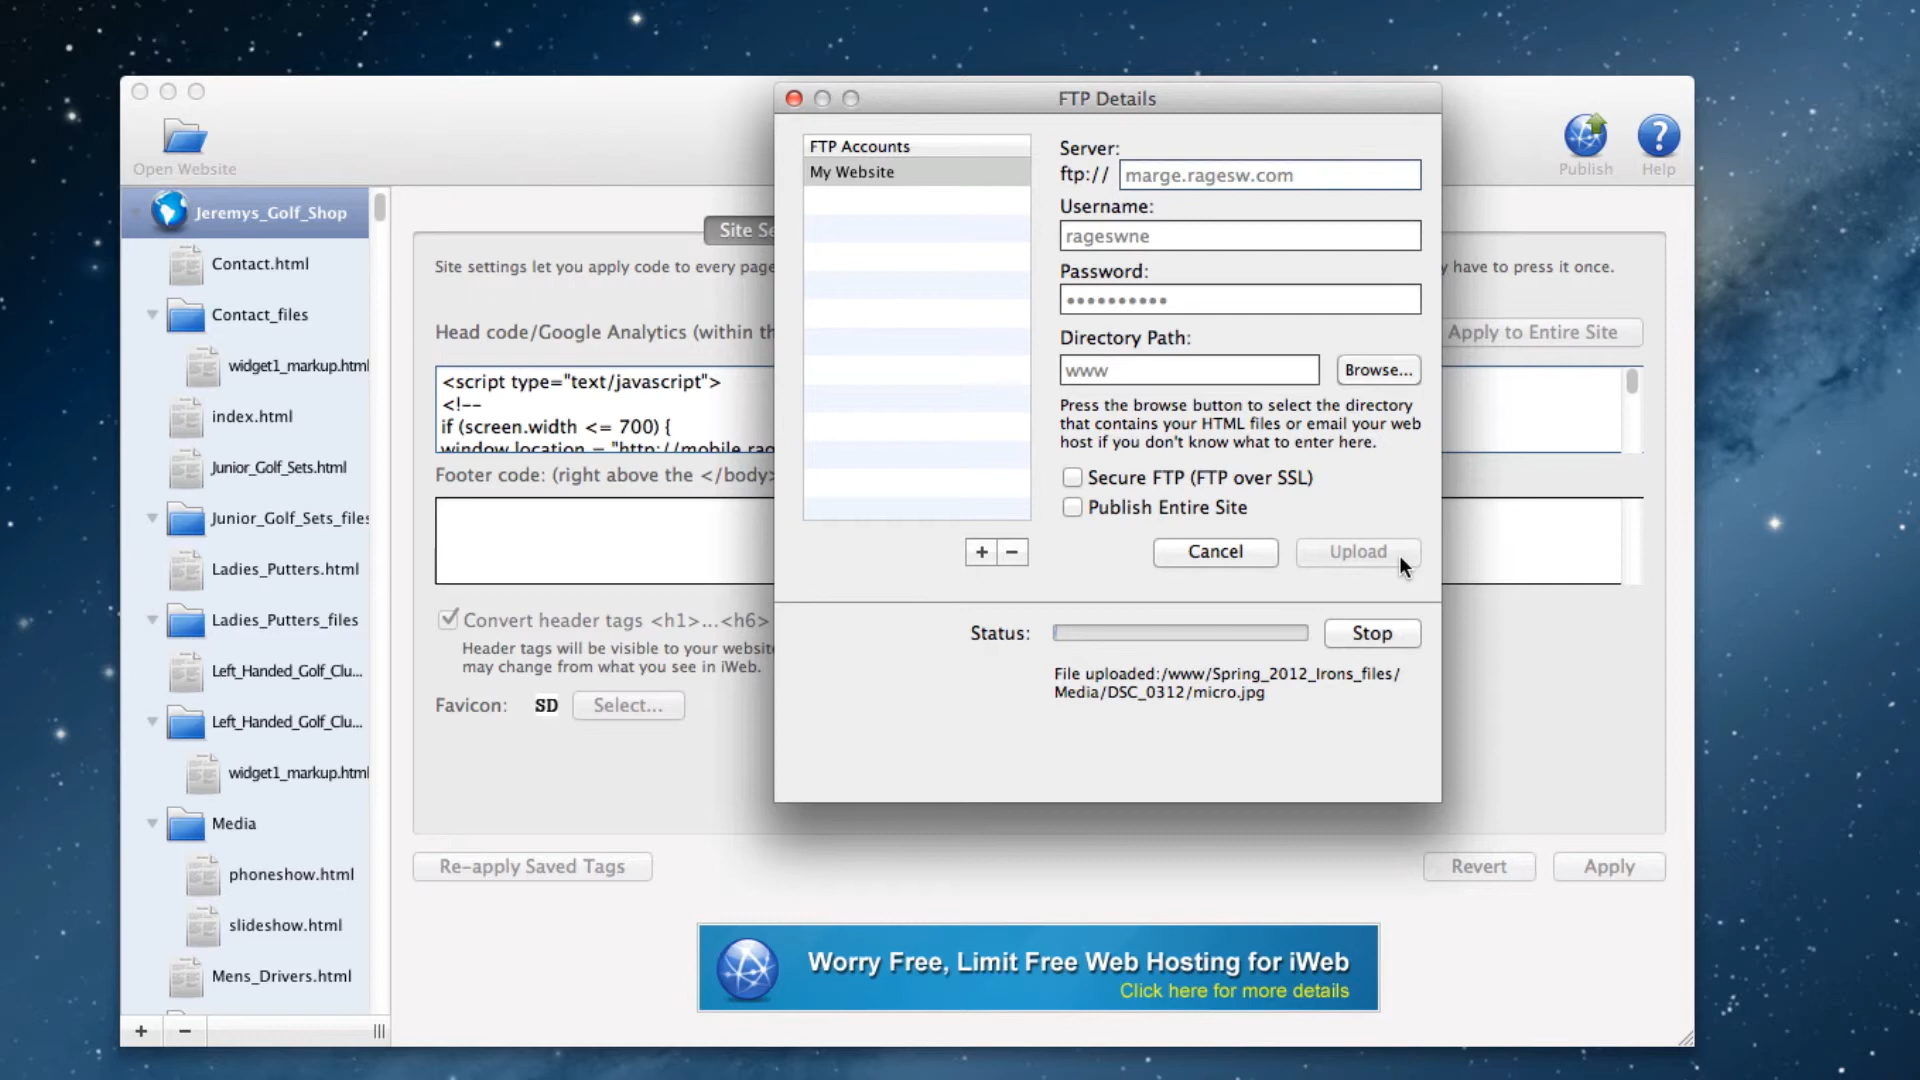 FTP Details
Open Website
Publish
Help
Jeremys_Golf_Shop
Contact.html
Contact_files
widget1_markup.html
index.html
Junior_Golf_Sets.html
Junior_Golf_Sets_files
Ladies_Putters.html
Ladies_Putters_files
Left_Handed_Golf_Clu...
Left_Handed_Golf_Clu...
widget1_markup.html
Media
phoneshow.html
slideshow.html
Mens_Drivers.html
+ −
Site Se
Site settings let you apply code to every page
y have to press it once.
Head code/Google Analytics (within th
Apply to Entire Site
<script type="text/javascript">
<!--
if (screen.width <= 700) {
window.location = "http://mobile.rag
Footer code: (right above the </body>
Convert header tags <h1>...<h6>
Header tags will be visible to your website
may change from what you see in iWeb.
Favicon: SD Select...
Re-apply Saved Tags
Revert
Apply
FTP Accounts
My Website
+ −
Server:
ftp:// marge.ragesw.com
Username:
rageswne
Password:
••••••••••
Directory Path:
www
Browse...
Press the browse button to select the directory
that contains your HTML files or email your web
host if you don't know what to enter here.
Secure FTP (FTP over SSL)
Publish Entire Site
Cancel
Upload
Status:
Stop
File uploaded:/www/Spring_2012_Irons_files/
Media/DSC_0312/micro.jpg
Worry Free, Limit Free Web Hosting for iWeb
Click here for more details